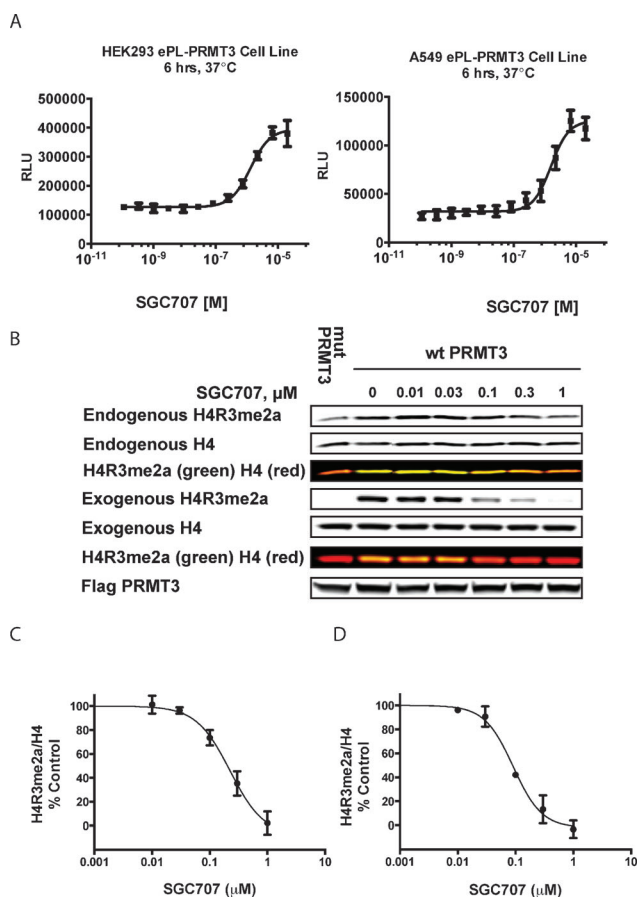 A
HEK293 ePL-PRMT3 Cell Line
6 hrs, 37°C
500000
400000
300000
200000
100000
0
RLU
10-11
10-9
10-7
10-5
SGC707 [M]
A549 ePL-PRMT3 Cell Line
6 hrs, 37°C
150000
100000
50000
0
RLU
10-11
10-9
10-7
10-5
SGC707 [M]
B
mut PRMT3
wt PRMT3
SGC707, µM
0 0.01 0.03 0.1 0.3 1
Endogenous H4R3me2a
Endogenous H4
H4R3me2a (green) H4 (red)
Exogenous H4R3me2a
Exogenous H4
H4R3me2a (green) H4 (red)
Flag PRMT3
C
H4R3me2a/H4
% Control
100
80
60
40
20
0
0.001 0.01 0.1 1 10
SGC707 (µM)
D
H4R3me2a/H4
% Control
100
80
60
40
20
0
0.001 0.01 0.1 1 10
SGC707 (µM)